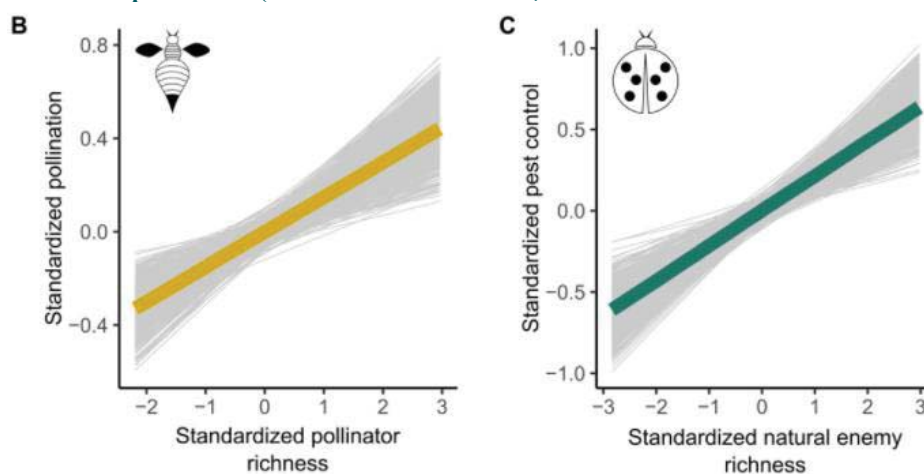 B
Standardized pollination
0.8
0.4
0.0
−0.4
−2 −1 0 1 2 3
Standardized pollinator
richness
C
Standardized pest control
1.0
0.5
0.0
−0.5
−1.0
−3 −2 −1 0 1 2 3
Standardized natural enemy
richness